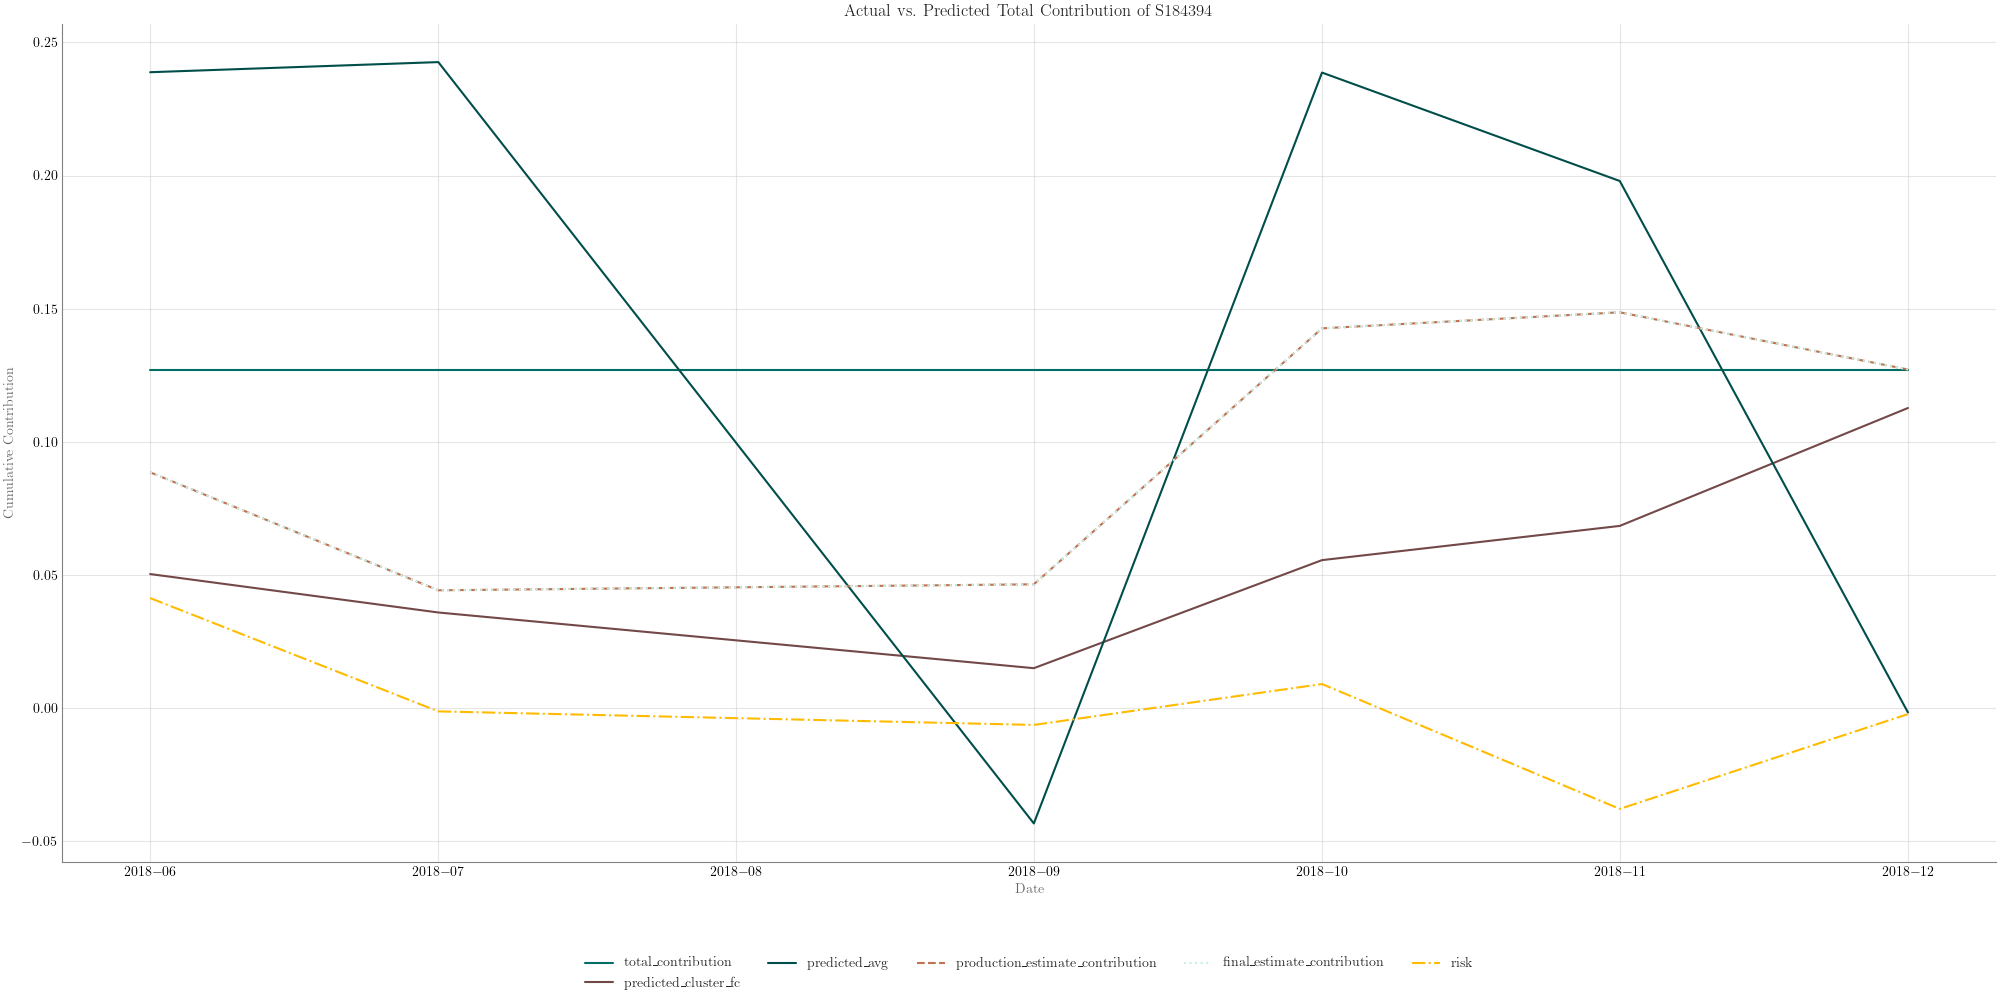 Actual vs. Predicted Total Contribution of S184394
0.25
0.20
0.15
0.10
0.05
0.00
−0.05
Cumulative Contribution
2018−06 2018−07 2018−08 2018−09 2018−10 2018−11 2018−12
Date
total_contribution predicted_avg production_estimate_contribution final_estimate_contribution risk
predicted_cluster_fc